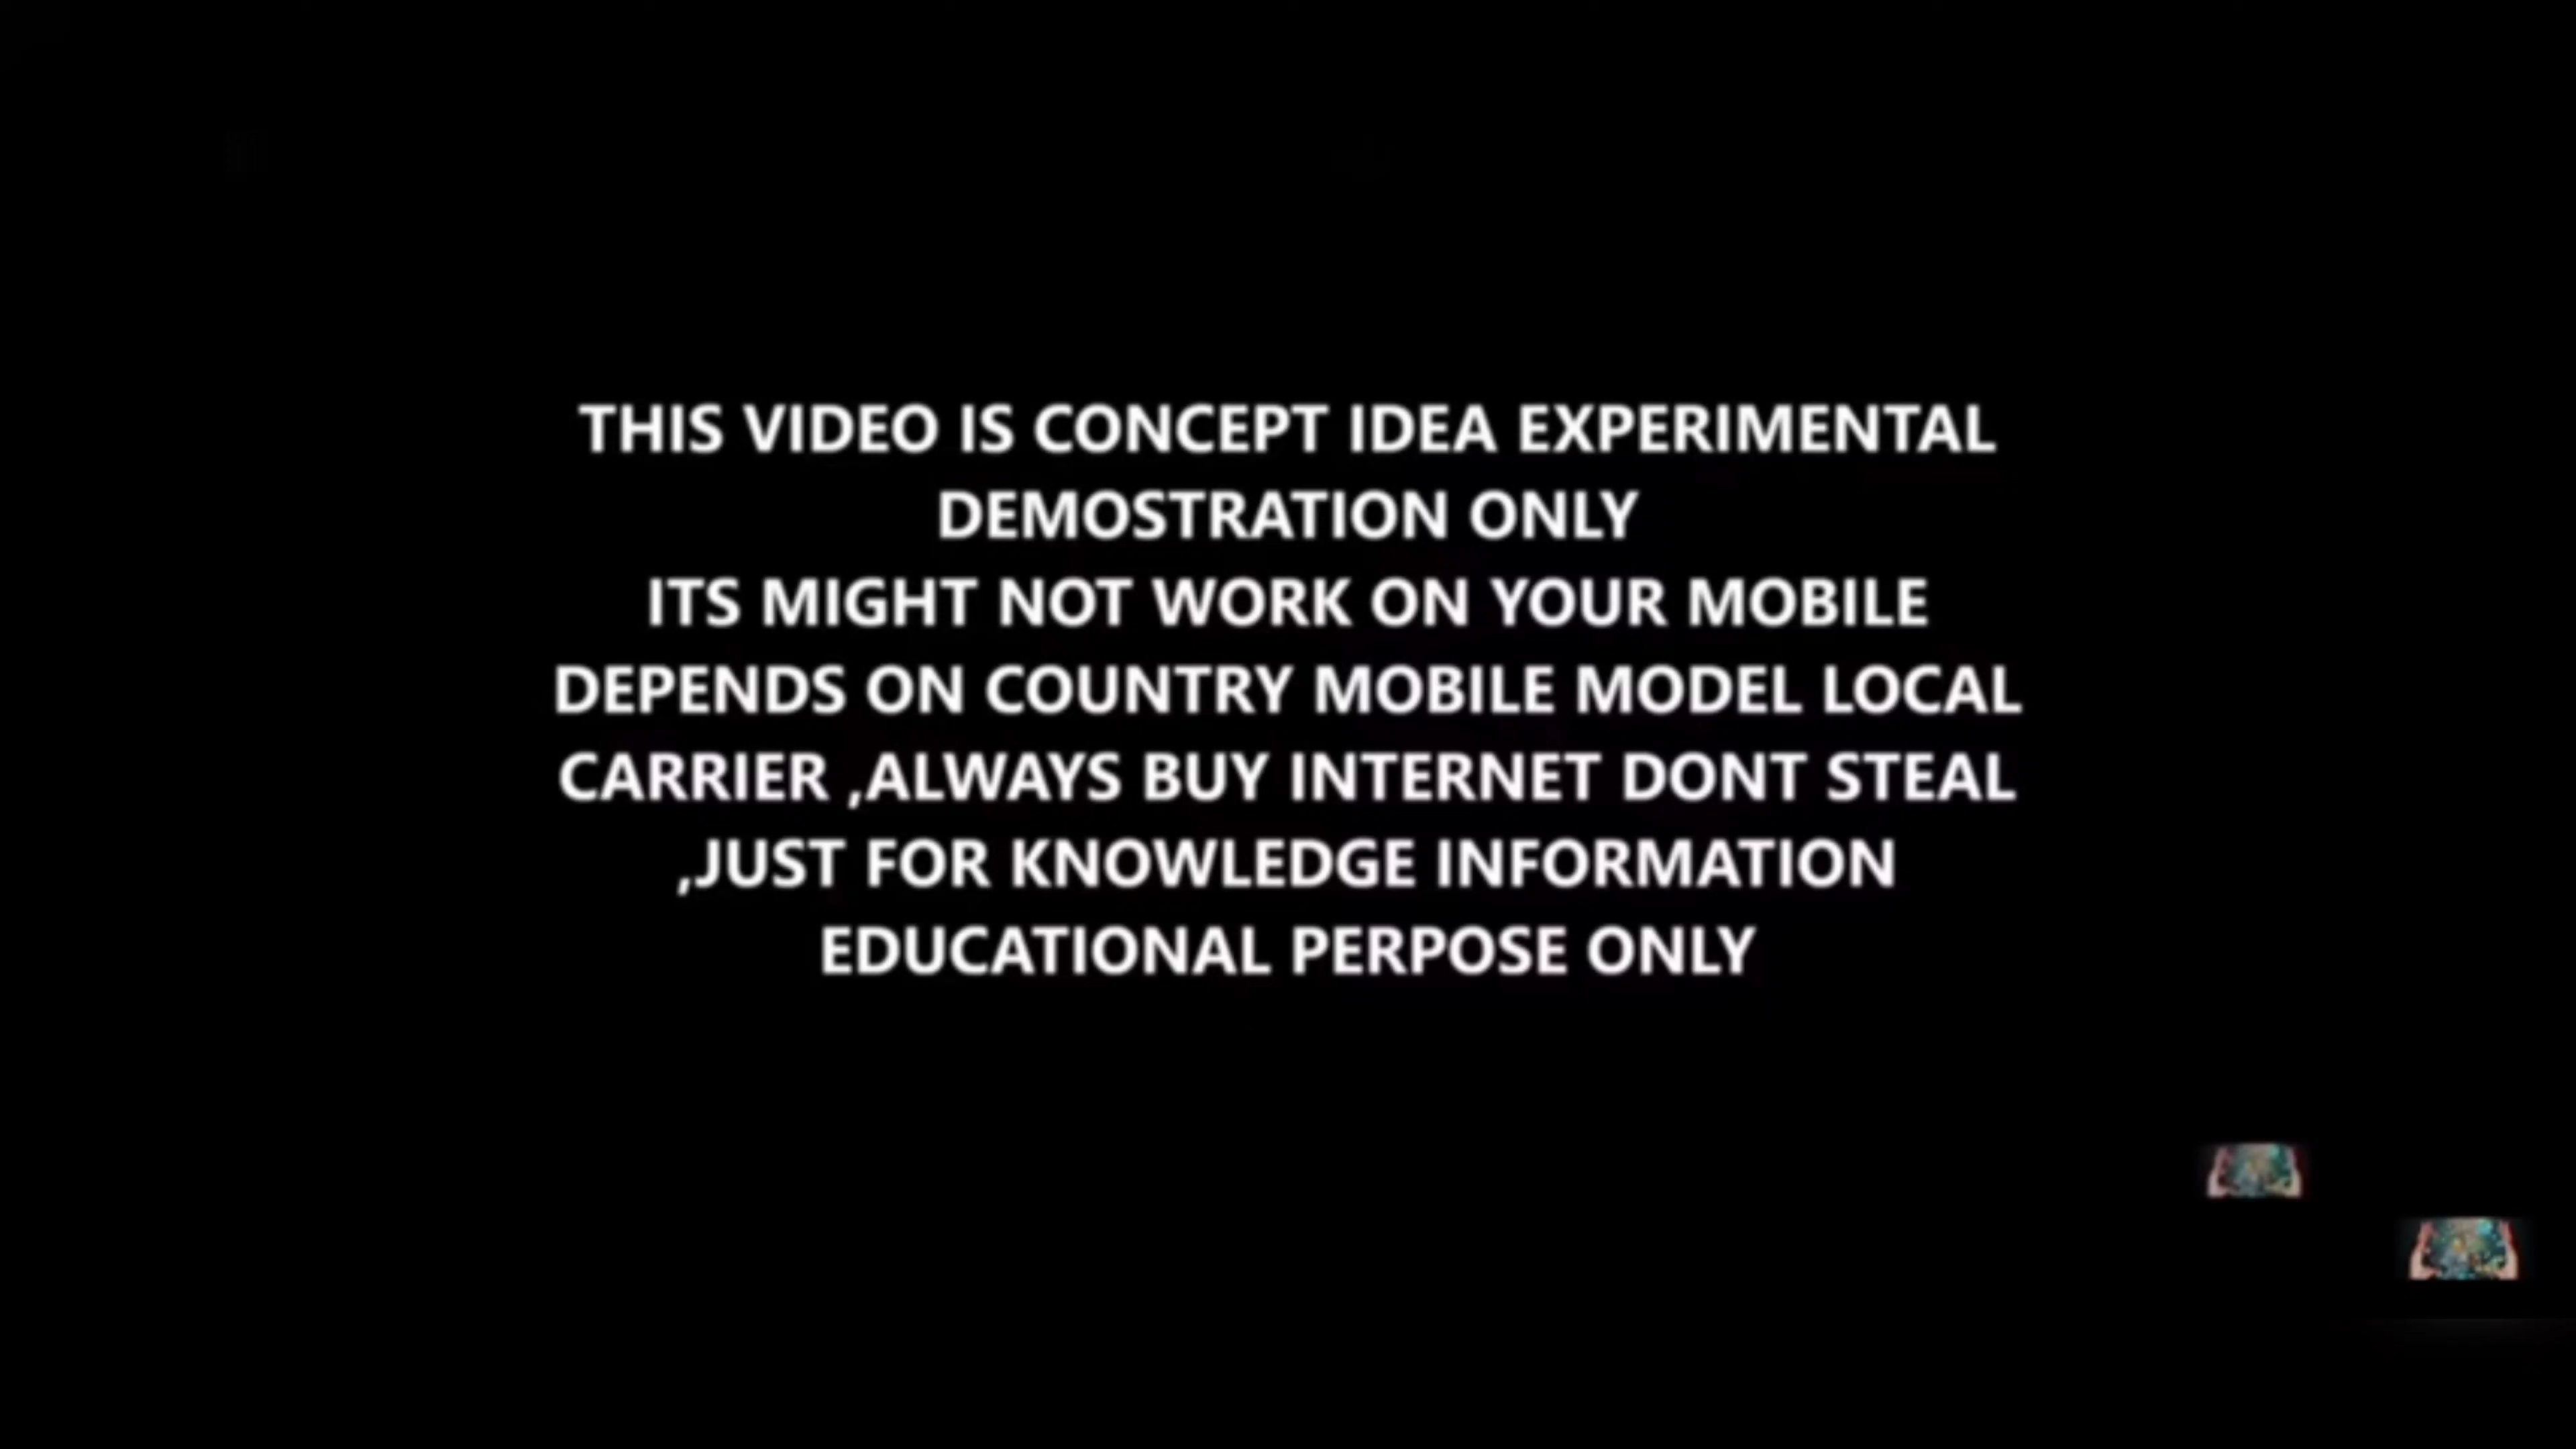 THIS VIDEO IS CONCEPT IDEA EXPERIMENTAL
DEMOSTRATION ONLY
ITS MIGHT NOT WORK ON YOUR MOBILE
DEPENDS ON COUNTRY MOBILE MODEL LOCAL
CARRIER ,ALWAYS BUY INTERNET DONT STEAL
,JUST FOR KNOWLEDGE INFORMATION
EDUCATIONAL PERPOSE ONLY